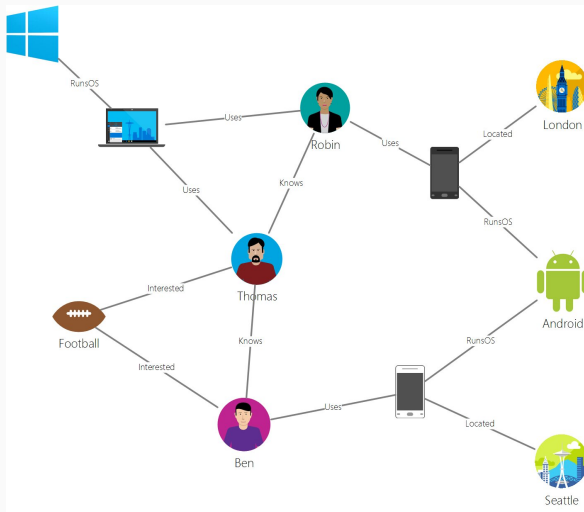 RunsOS
Uses
Robin
London
Located
Uses
Knows
Uses
RunsOS
Thomas
Interested
Football
Android
Knows
RunsOS
Interested
Uses
Located
Ben
Seattle